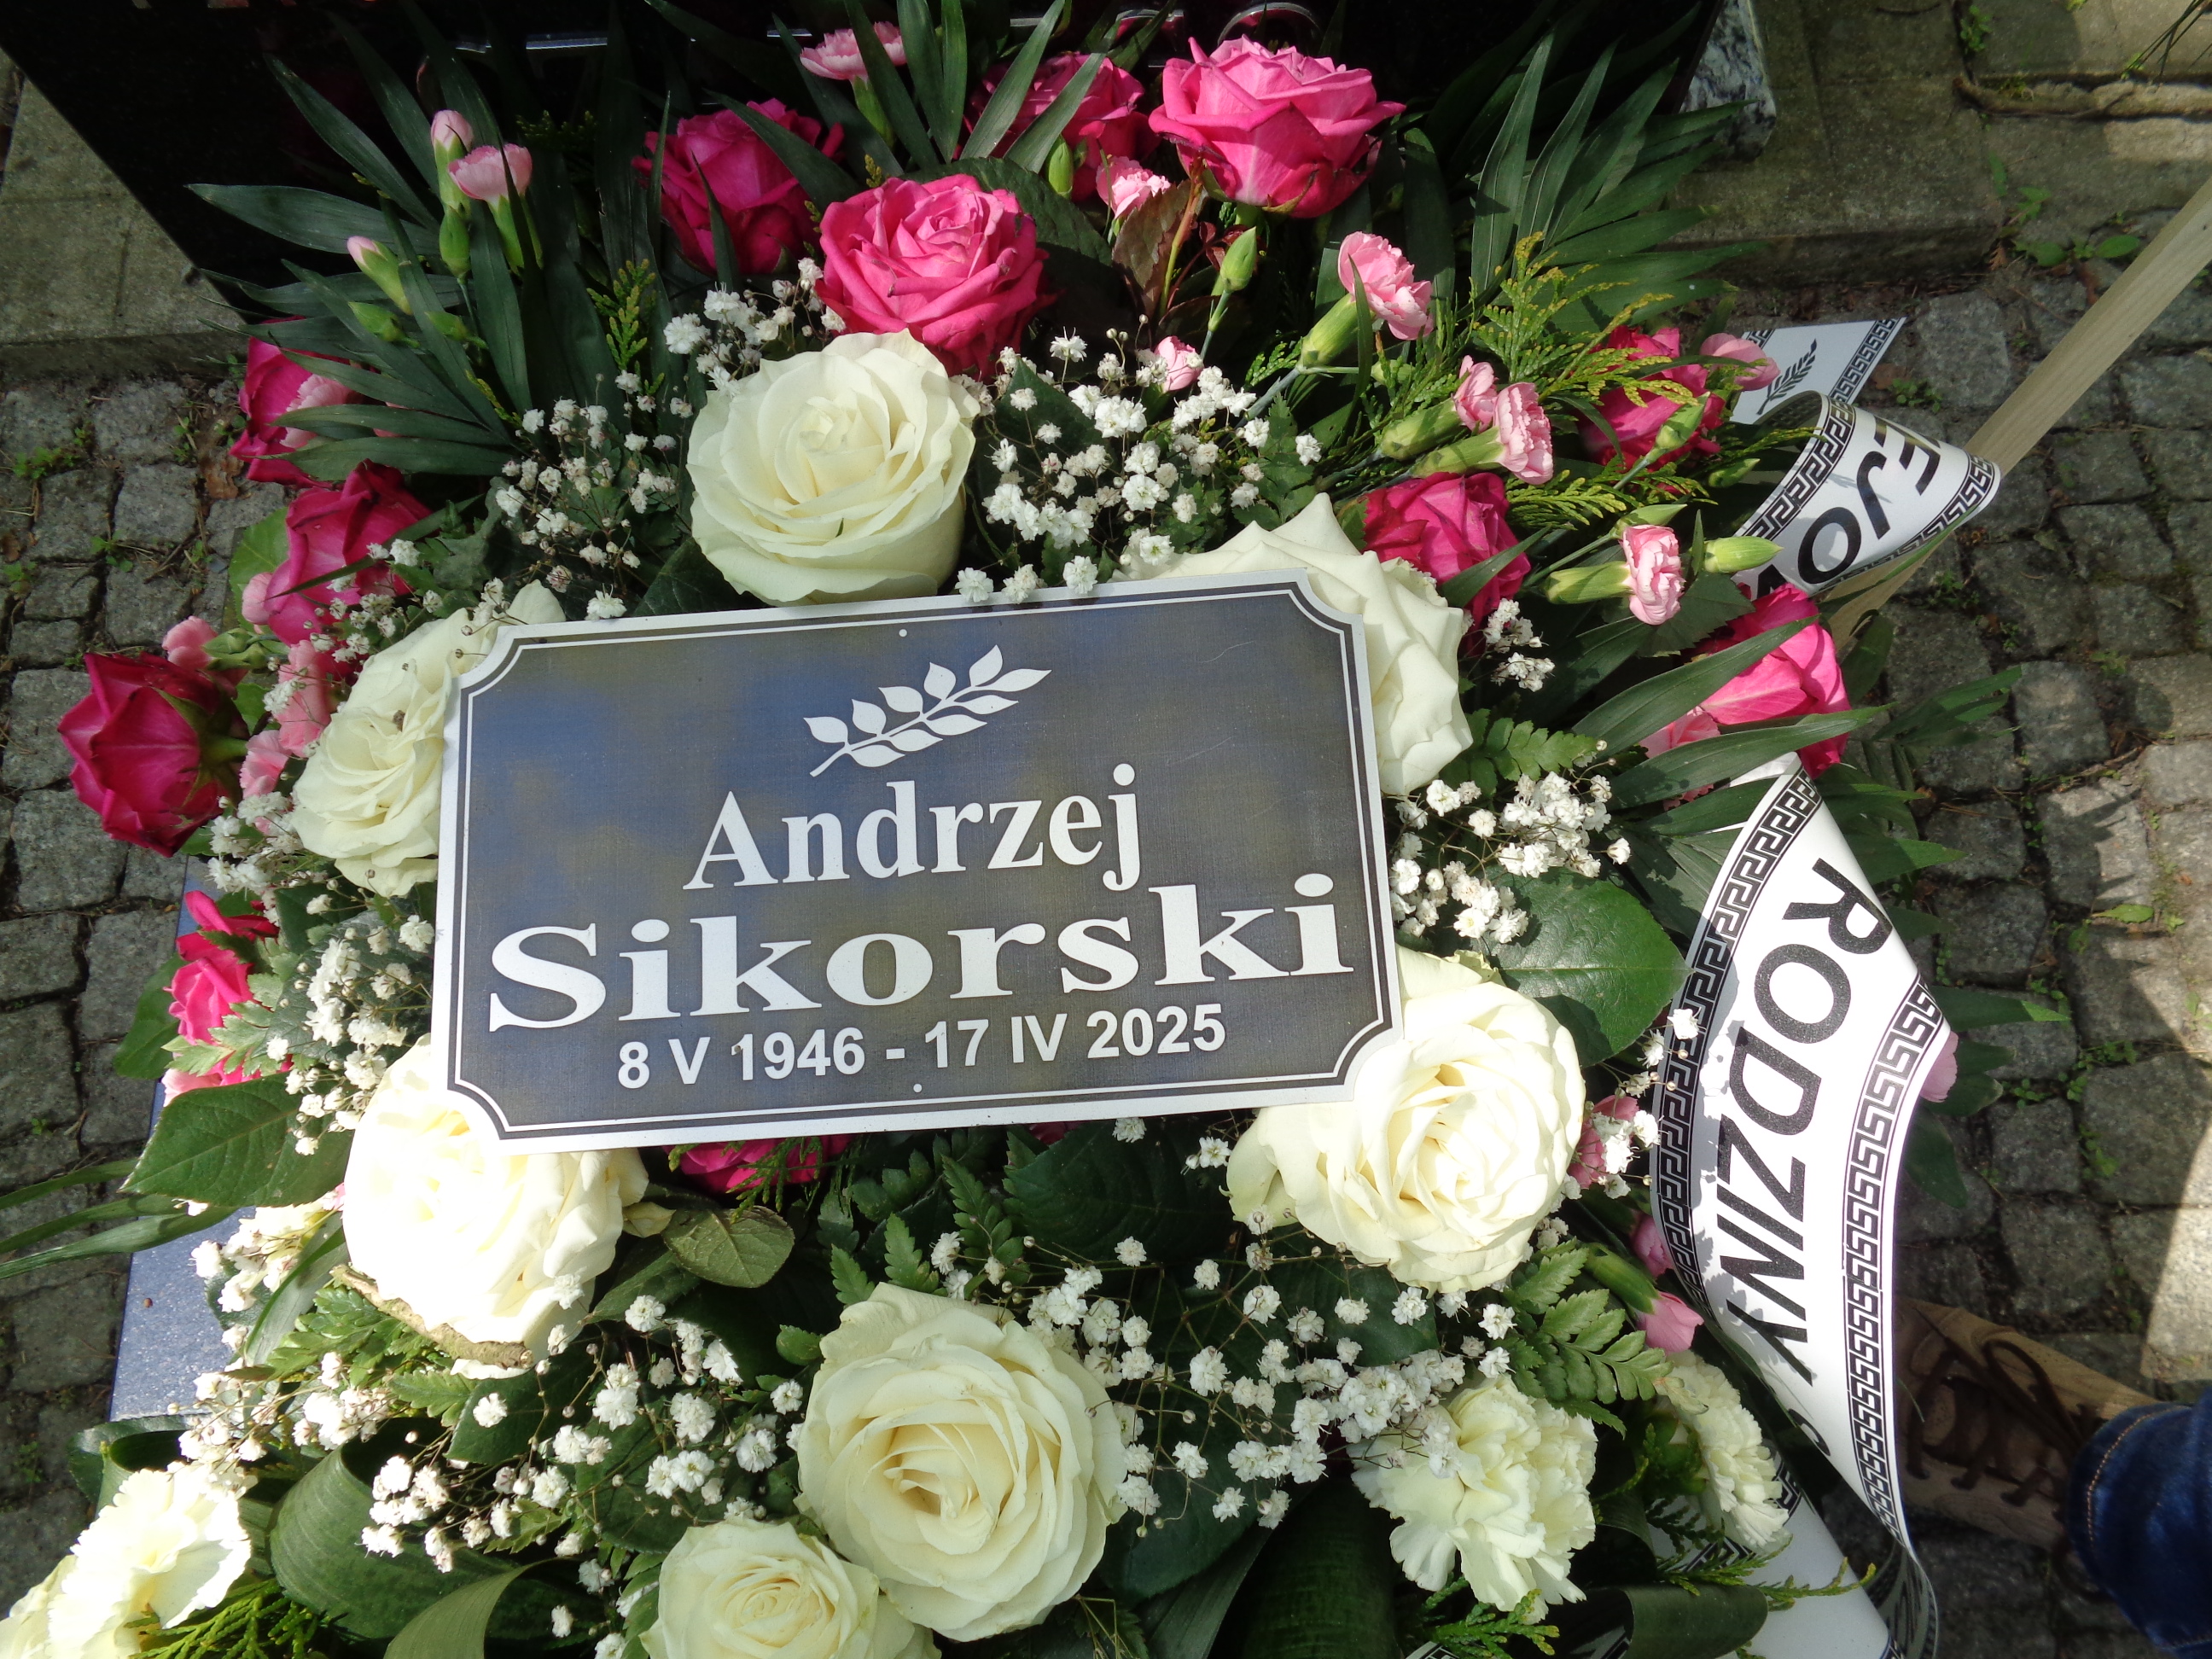 Andrzej
Sikorski
8 V 1946 - 17 IV 2025
RODZINY